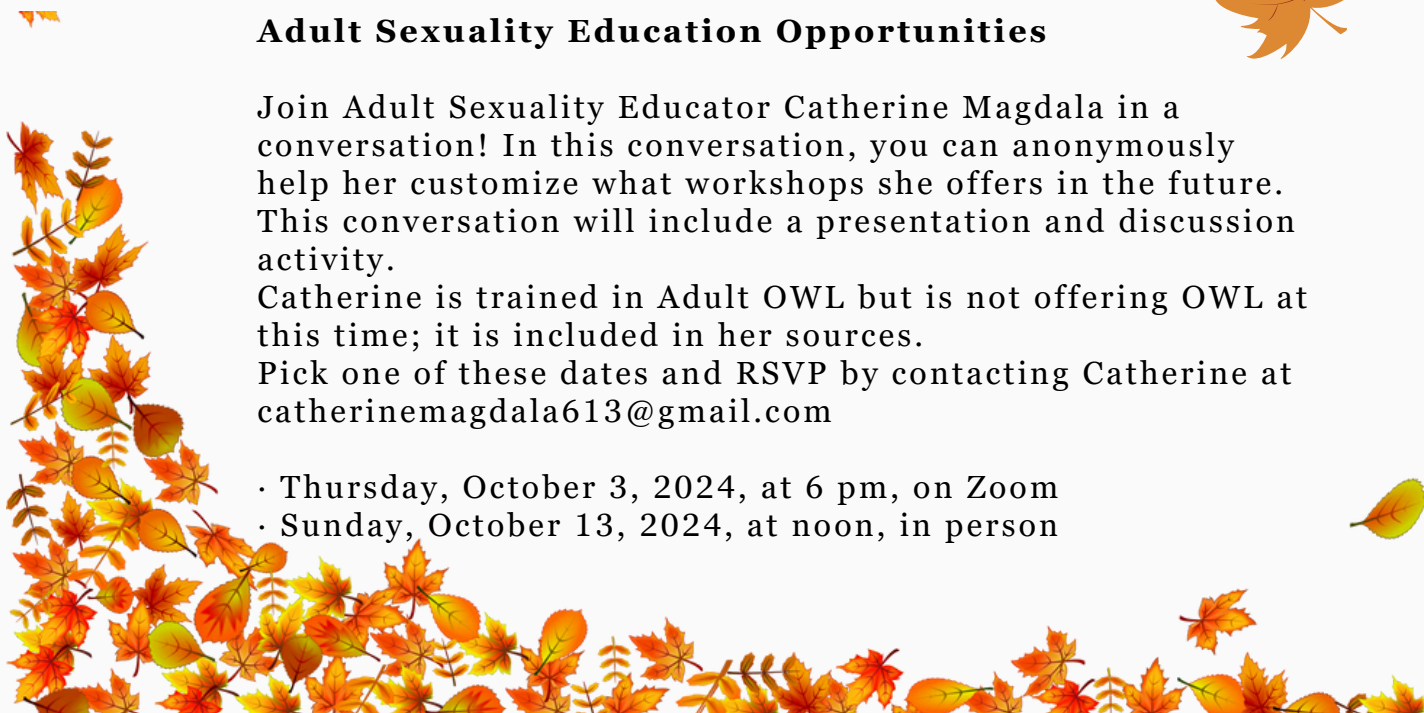 Adult Sexuality Education Opportunities
Join Adult Sexuality Educator Catherine Magdala in a
conversation! In this conversation, you can anonymously
help her customize what workshops she offers in the future.
This conversation will include a presentation and discussion
activity.
Catherine is trained in Adult OWL but is not offering OWL at
this time; it is included in her sources.
Pick one of these dates and RSVP by contacting Catherine at
catherinemagdala613@gmail.com
· Thursday, October 3, 2024, at 6 pm, on Zoom
· Sunday, October 13, 2024, at noon, in person